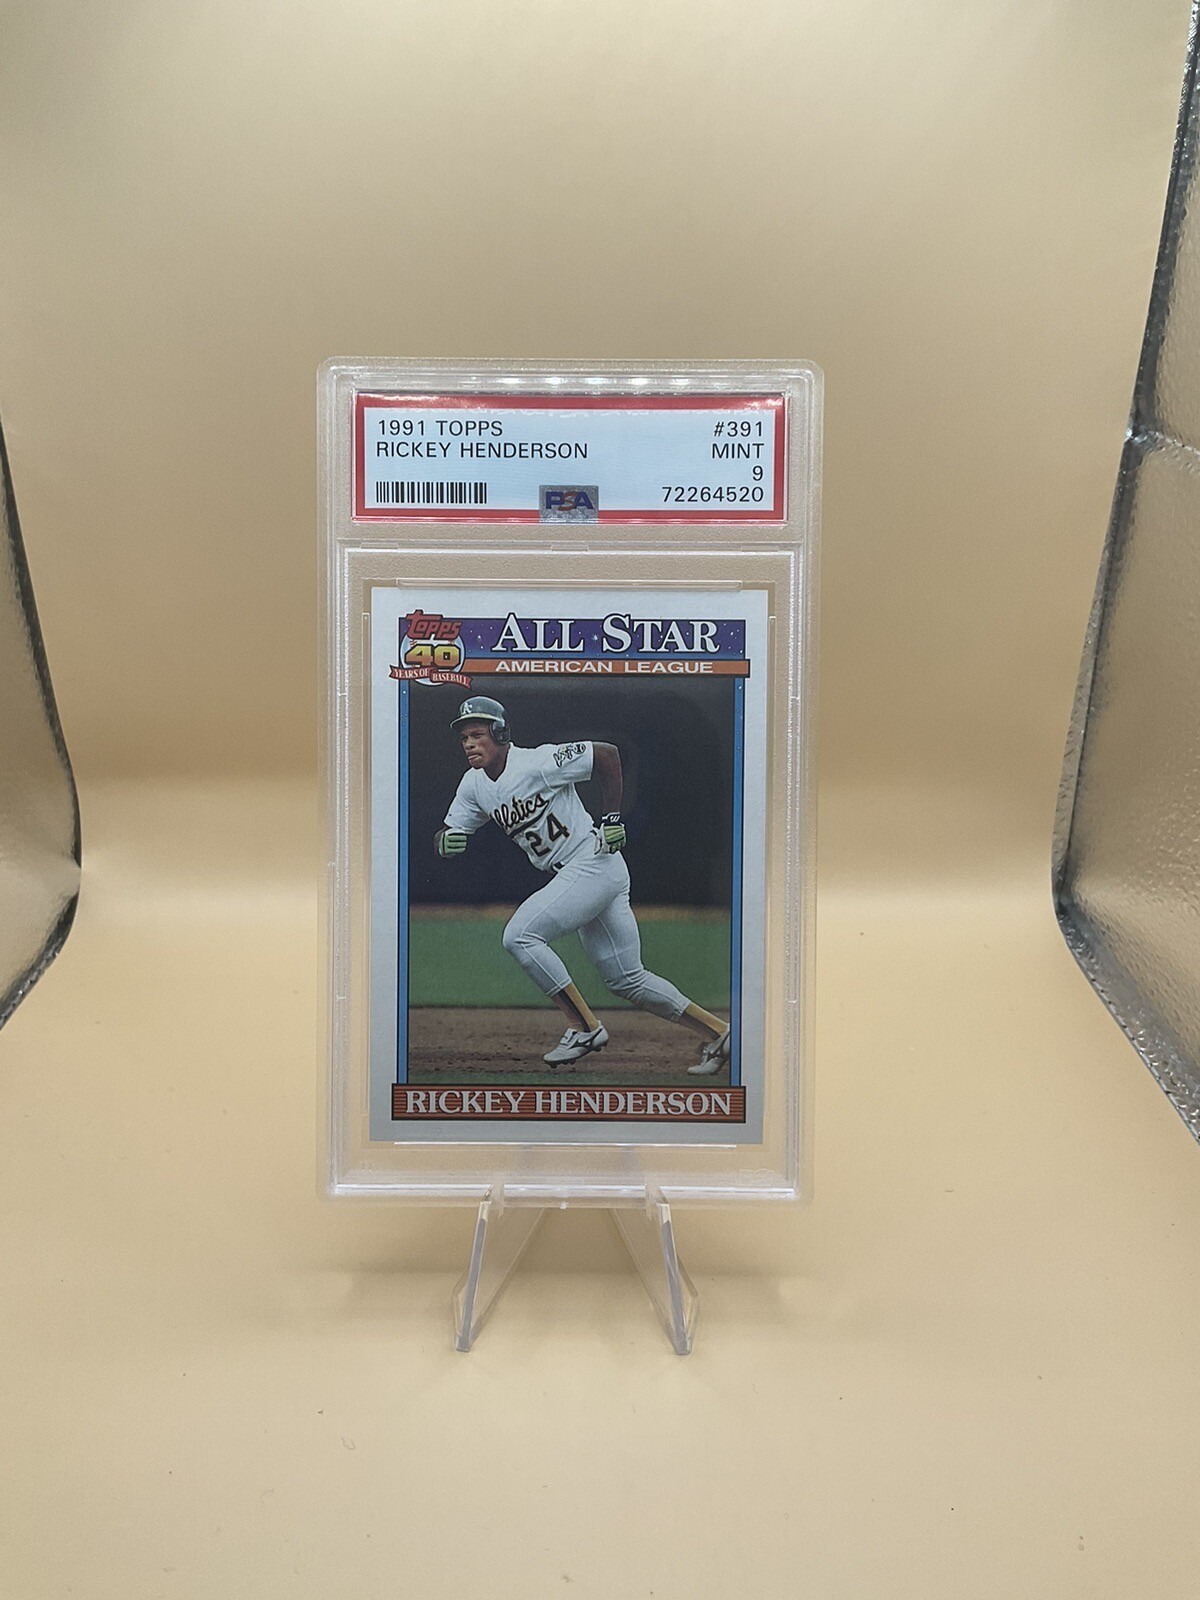 1991 TOPPS #391
RICKEY HENDERSON MINT
9
PSA 72264520
Topps
40
YEARS OF BASEBALL
ALL STAR
AMERICAN LEAGUE
A's
Athletics
24
RICKEY HENDERSON